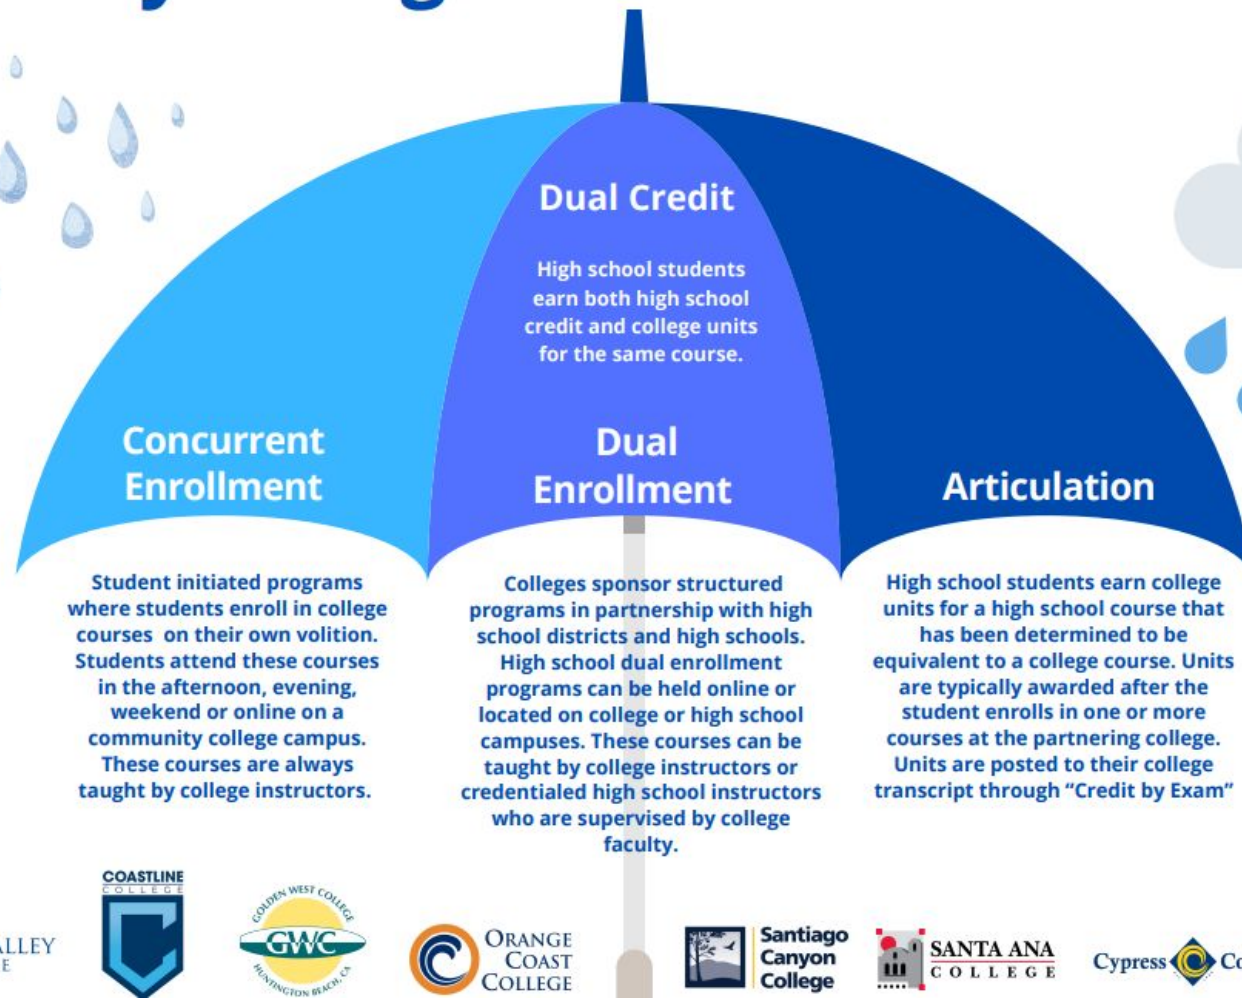 Dual Credit
High school students
earn both high school
credit and college units
for the same course.
Concurrent
Enrollment
Dual
Enrollment
Articulation
Student initiated programs
where students enroll in college
courses on their own volition.
Students attend these courses
in the afternoon, evening,
weekend or online on a
community college campus.
These courses are always
taught by college instructors.
Colleges sponsor structured
programs in partnership with high
school districts and high schools.
High school dual enrollment
programs can be held online or
located on college or high school
campuses. These courses can be
taught by college instructors or
credentialed high school instructors
who are supervised by college
faculty.
High school students earn college
units for a high school course that
has been determined to be
equivalent to a college course. Units
are typically awarded after the
student enrolls in one or more
courses at the partnering college.
Units are posted to their college
transcript through “Credit by Exam”
COASTLINE
COLLEGE
GOLDEN WEST COLLEGE
GWC
HUNTINGTON BEACH, CA
ORANGE
COAST
COLLEGE
Santiago
Canyon
College
SANTA ANA
COLLEGE
Cypress